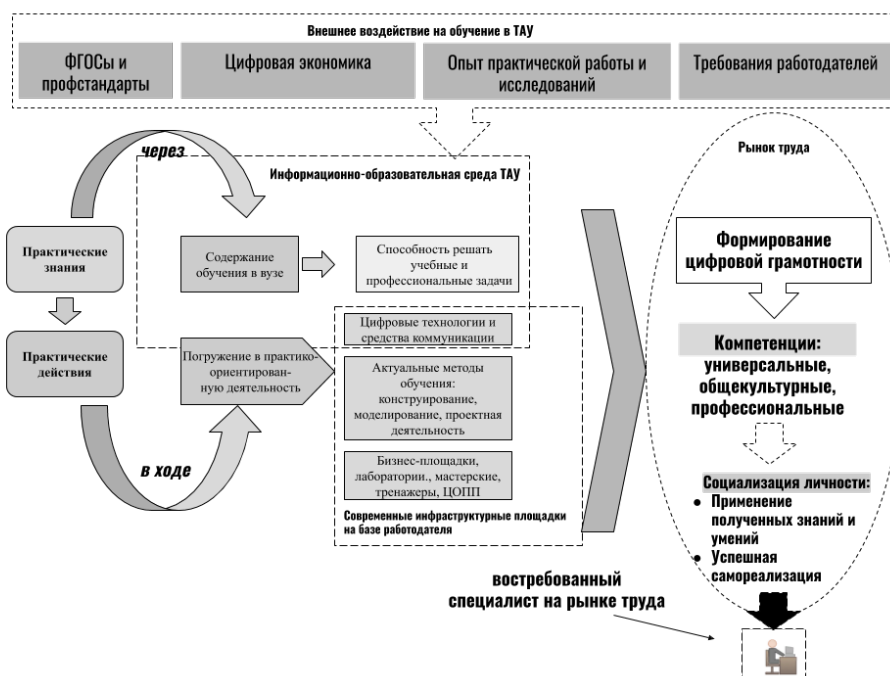 Внешнее воздействие на обучение в ТАУ
ФГОСы и
профстандарты
Цифровая экономика
Опыт практической работы и
исследований
Требования работодателей
через
Информационно-образовательная среда ТАУ
Рынок труда
Практические
знания
Содержание
обучения в вузе
Способность решать
учебные и
профессиональные задачи
Формирование
цифровой грамотности
Практические
действия
Погружение в практико-
ориентирован-
ную деятельность
Цифровые технологии и
средства коммуникации
Актуальные методы
обучения:
конструирование,
моделирование, проектная
деятельность
Бизнес-площадки,
лаборатории., мастерские,
тренажеры, ЦОПП
Современные инфраструктурные площадки
на базе работодателя
в ходе
Компетенции:
универсальные,
общекультурные,
профессиональные
Социализация личности:
● Применение
полученных знаний и
умений
● Успешная
самореализация
востребованный
специалист на рынке труда